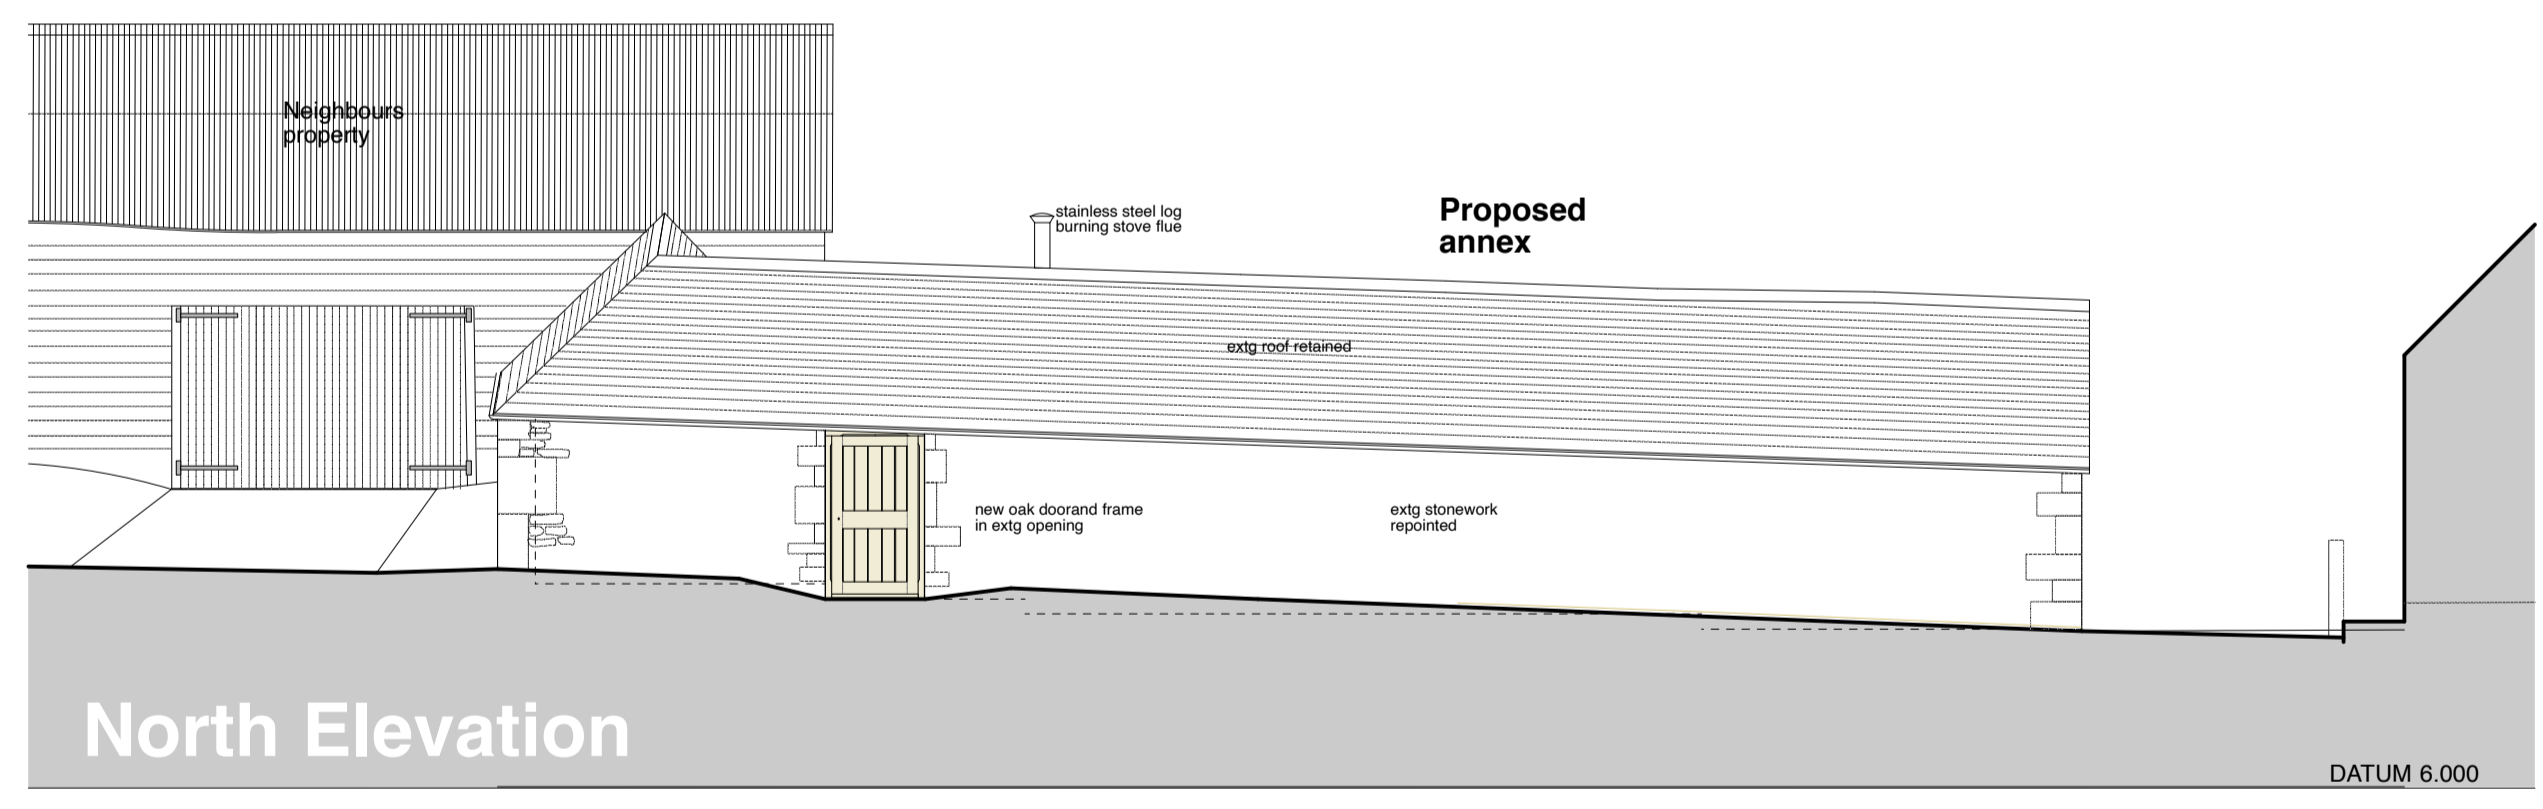 Neighbours
property
stainless steel log
burning stove flue
Proposed
annex
extg roof retained
new oak doorand frame
in extg opening
extg stonework
repointed
North Elevation
DATUM 6.000